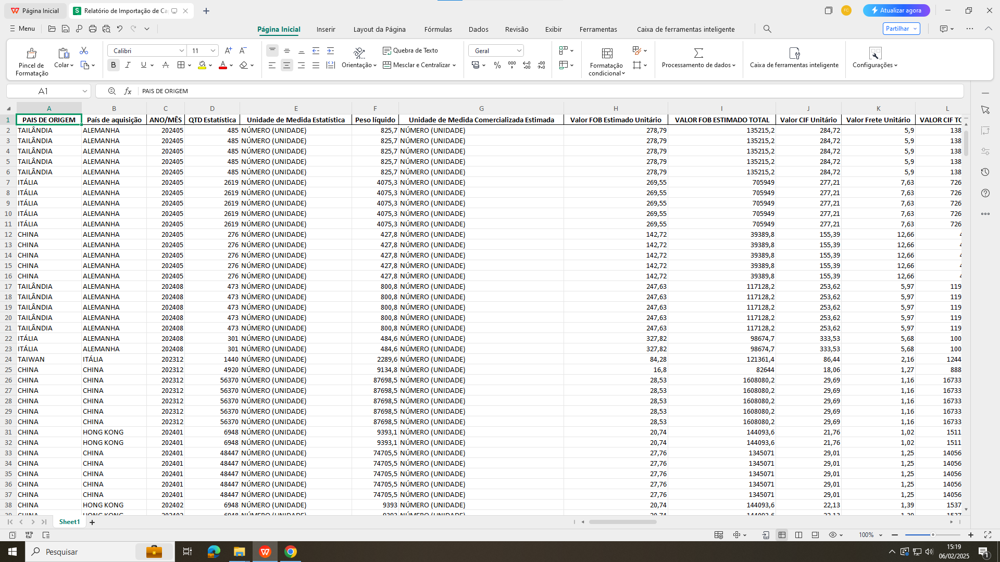 Página Inicial
Relatório de Importação de Ca
FC
Atualizar agora
Menu
Página Inicial
Inserir
Layout da Página
Fórmulas
Dados
Revisão
Exibir
Ferramentas
Caixa de ferramentas inteligente
Partilhar
Pincel de Formatação
Colar
Calibri
11
Orientação
Quebra de Texto
Mesclar e Centralizar
Geral
Formatação condicional
Processamento de dados
Caixa de ferramentas inteligente
Configurações
A1
PAIS DE ORIGEM
A B C D E F G H I J K L
1 PAIS DE ORIGEM País de aquisição ANO/MÊS QTD Estatística Unidade de Medida Estatística Peso líquido Unidade de Medida Comercializada Estimada Valor FOB Estimado Unitário VALOR FOB ESTIMADO TOTAL Valor CIF Unitário Valor Frete Unitário VALOR CIF TO
2 TAILÂNDIA ALEMANHA 202405 485 NÚMERO (UNIDADE) 825,7 NÚMERO (UNIDADE) 278,79 135215,2 284,72 5,9 138
3 TAILÂNDIA ALEMANHA 202405 485 NÚMERO (UNIDADE) 825,7 NÚMERO (UNIDADE) 278,79 135215,2 284,72 5,9 138
4 TAILÂNDIA ALEMANHA 202405 485 NÚMERO (UNIDADE) 825,7 NÚMERO (UNIDADE) 278,79 135215,2 284,72 5,9 138
5 TAILÂNDIA ALEMANHA 202405 485 NÚMERO (UNIDADE) 825,7 NÚMERO (UNIDADE) 278,79 135215,2 284,72 5,9 138
6 TAILÂNDIA ALEMANHA 202405 485 NÚMERO (UNIDADE) 825,7 NÚMERO (UNIDADE) 278,79 135215,2 284,72 5,9 138
7 ITÁLIA ALEMANHA 202405 2619 NÚMERO (UNIDADE) 4075,3 NÚMERO (UNIDADE) 269,55 705949 277,21 7,63 726
8 ITÁLIA ALEMANHA 202405 2619 NÚMERO (UNIDADE) 4075,3 NÚMERO (UNIDADE) 269,55 705949 277,21 7,63 726
9 ITÁLIA ALEMANHA 202405 2619 NÚMERO (UNIDADE) 4075,3 NÚMERO (UNIDADE) 269,55 705949 277,21 7,63 726
10 ITÁLIA ALEMANHA 202405 2619 NÚMERO (UNIDADE) 4075,3 NÚMERO (UNIDADE) 269,55 705949 277,21 7,63 726
11 ITÁLIA ALEMANHA 202405 2619 NÚMERO (UNIDADE) 4075,3 NÚMERO (UNIDADE) 269,55 705949 277,21 7,63 726
12 CHINA ALEMANHA 202405 276 NÚMERO (UNIDADE) 427,8 NÚMERO (UNIDADE) 142,72 39389,8 155,39 12,66
13 CHINA ALEMANHA 202405 276 NÚMERO (UNIDADE) 427,8 NÚMERO (UNIDADE) 142,72 39389,8 155,39 12,66
14 CHINA ALEMANHA 202405 276 NÚMERO (UNIDADE) 427,8 NÚMERO (UNIDADE) 142,72 39389,8 155,39 12,66
15 CHINA ALEMANHA 202405 276 NÚMERO (UNIDADE) 427,8 NÚMERO (UNIDADE) 142,72 39389,8 155,39 12,66
16 CHINA ALEMANHA 202405 276 NÚMERO (UNIDADE) 427,8 NÚMERO (UNIDADE) 142,72 39389,8 155,39 12,66
17 TAILÂNDIA ALEMANHA 202408 473 NÚMERO (UNIDADE) 800,8 NÚMERO (UNIDADE) 247,63 117128,2 253,62 5,97 119
18 TAILÂNDIA ALEMANHA 202408 473 NÚMERO (UNIDADE) 800,8 NÚMERO (UNIDADE) 247,63 117128,2 253,62 5,97 119
19 TAILÂNDIA ALEMANHA 202408 473 NÚMERO (UNIDADE) 800,8 NÚMERO (UNIDADE) 247,63 117128,2 253,62 5,97 119
20 TAILÂNDIA ALEMANHA 202408 473 NÚMERO (UNIDADE) 800,8 NÚMERO (UNIDADE) 247,63 117128,2 253,62 5,97 119
21 TAILÂNDIA ALEMANHA 202408 473 NÚMERO (UNIDADE) 800,8 NÚMERO (UNIDADE) 247,63 117128,2 253,62 5,97 119
22 ITÁLIA ALEMANHA 202408 301 NÚMERO (UNIDADE) 484,6 NÚMERO (UNIDADE) 327,82 98674,7 333,53 5,68 100
23 ITÁLIA ALEMANHA 202408 301 NÚMERO (UNIDADE) 484,6 NÚMERO (UNIDADE) 327,82 98674,7 333,53 5,68 100
24 TAIWAN ITÁLIA 202312 1440 NÚMERO (UNIDADE) 2289,6 NÚMERO (UNIDADE) 84,28 121361,4 86,44 2,16 1244
25 CHINA CHINA 202312 4920 NÚMERO (UNIDADE) 9134,8 NÚMERO (UNIDADE) 16,8 82644 18,06 1,27 888
26 CHINA CHINA 202312 56370 NÚMERO (UNIDADE) 87698,5 NÚMERO (UNIDADE) 28,53 1608080,2 29,69 1,16 16733
27 CHINA CHINA 202312 56370 NÚMERO (UNIDADE) 87698,5 NÚMERO (UNIDADE) 28,53 1608080,2 29,69 1,16 16733
28 CHINA CHINA 202312 56370 NÚMERO (UNIDADE) 87698,5 NÚMERO (UNIDADE) 28,53 1608080,2 29,69 1,16 16733
29 CHINA CHINA 202312 56370 NÚMERO (UNIDADE) 87698,5 NÚMERO (UNIDADE) 28,53 1608080,2 29,69 1,16 16733
30 CHINA CHINA 202312 56370 NÚMERO (UNIDADE) 87698,5 NÚMERO (UNIDADE) 28,53 1608080,2 29,69 1,16 16733
31 CHINA HONG KONG 202401 6948 NÚMERO (UNIDADE) 9393,1 NÚMERO (UNIDADE) 20,74 144093,6 21,76 1,02 1511
32 CHINA HONG KONG 202401 6948 NÚMERO (UNIDADE) 9393,1 NÚMERO (UNIDADE) 20,74 144093,6 21,76 1,02 1511
33 CHINA CHINA 202401 48447 NÚMERO (UNIDADE) 74705,5 NÚMERO (UNIDADE) 27,76 1345071 29,01 1,25 14056
34 CHINA CHINA 202401 48447 NÚMERO (UNIDADE) 74705,5 NÚMERO (UNIDADE) 27,76 1345071 29,01 1,25 14056
35 CHINA CHINA 202401 48447 NÚMERO (UNIDADE) 74705,5 NÚMERO (UNIDADE) 27,76 1345071 29,01 1,25 14056
36 CHINA CHINA 202401 48447 NÚMERO (UNIDADE) 74705,5 NÚMERO (UNIDADE) 27,76 1345071 29,01 1,25 14056
37 CHINA CHINA 202401 48447 NÚMERO (UNIDADE) 74705,5 NÚMERO (UNIDADE) 27,76 1345071 29,01 1,25 14056
38 CHINA HONG KONG 202402 6948 NÚMERO (UNIDADE) 9393 NÚMERO (UNIDADE) 20,74 144093,6 22,13 1,39 1537
Sheet1
100%
Pesquisar
15:19
06/02/2025
1